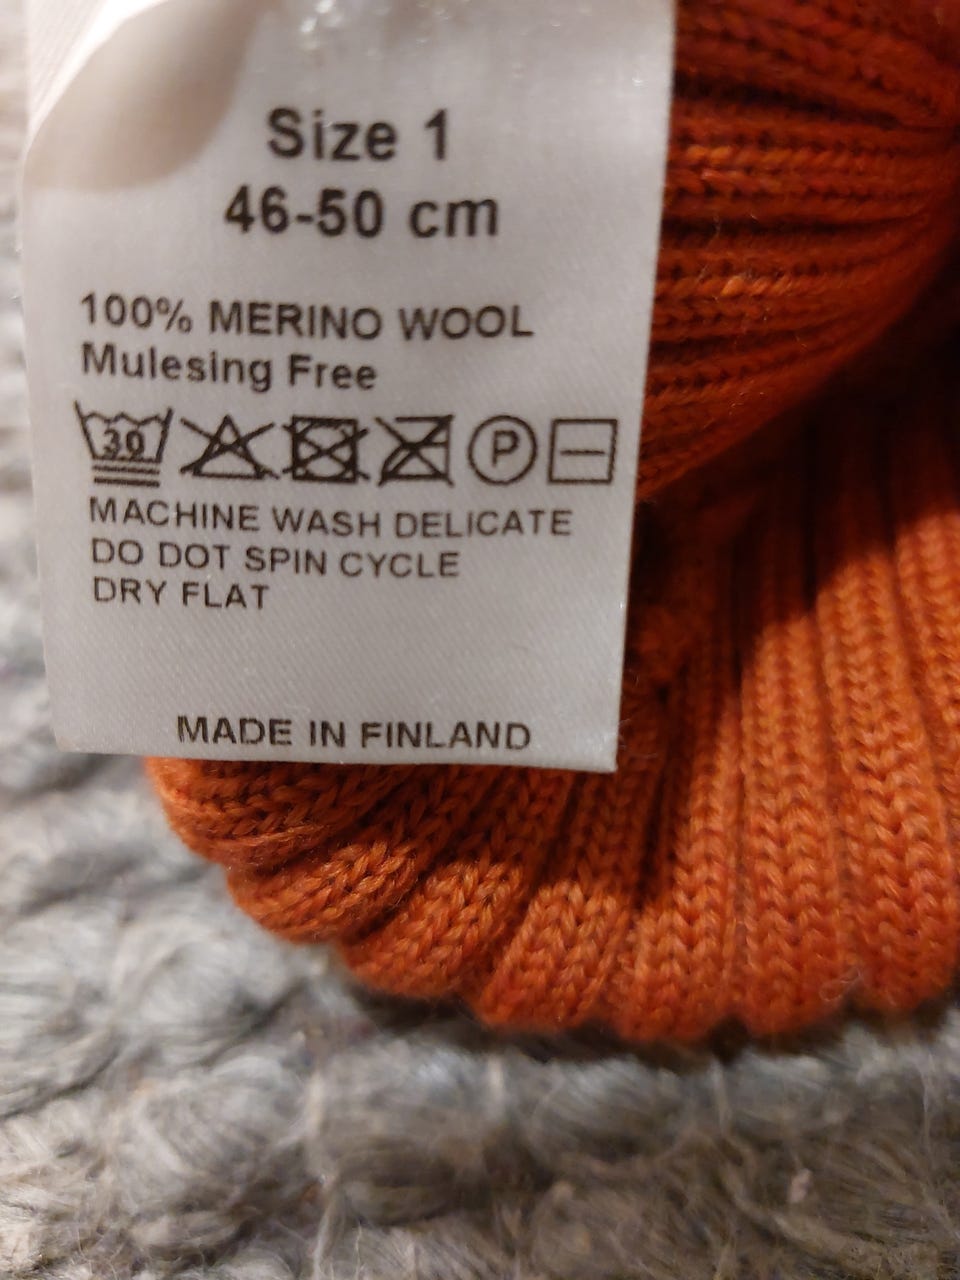 Size 1
46-50 cm
100% MERINO WOOL
Mulesing Free
30 P
MACHINE WASH DELICATE
DO DOT SPIN CYCLE
DRY FLAT
MADE IN FINLAND